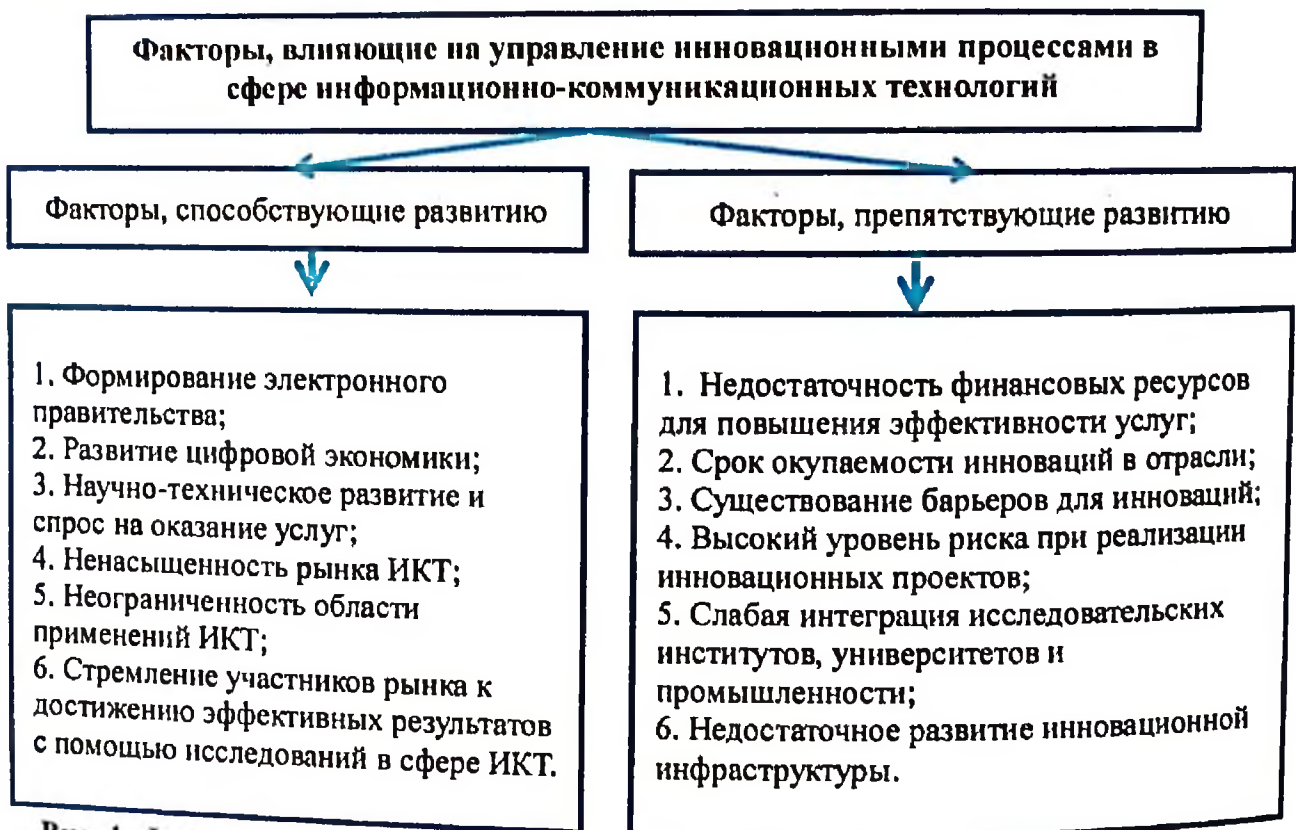 Факторы, влияющие на управление инновационными процессами в
сфере информационно-коммуникационных технологий
Факторы, способствующие развитию
Факторы, препятствующие развитию
1. Формирование электронного
правительства;
2. Развитие цифровой экономики;
3. Научно-техническое развитие и
спрос на оказание услуг;
4. Ненасыщенность рынка ИКТ;
5. Неограниченность области
применений ИКТ;
6. Стремление участников рынка к
достижению эффективных результатов
с помощью исследований в сфере ИКТ.
1. Недостаточность финансовых ресурсов
для повышения эффективности услуг;
2. Срок окупаемости инноваций в отрасли;
3. Существование барьеров для инноваций;
4. Высокий уровень риска при реализации
инновационных проектов;
5. Слабая интеграция исследовательских
институтов, университетов и
промышленности;
6. Недостаточное развитие инновационной
инфраструктуры.